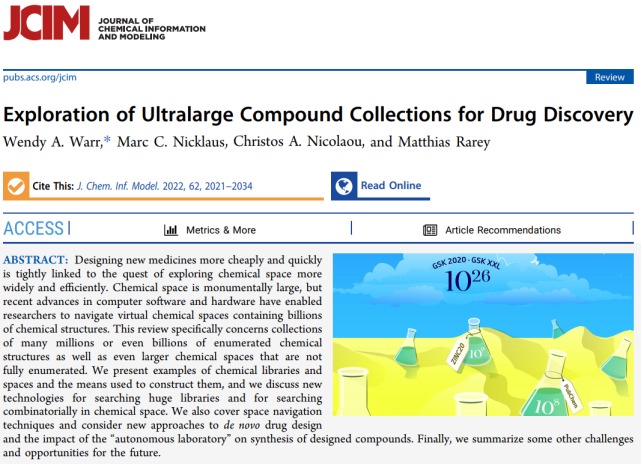 JCIM
JOURNAL OF
CHEMICAL INFORMATION
AND MODELING
pubs.acs.org/jcim
Review
Exploration of Ultralarge Compound Collections for Drug Discovery
Wendy A. Warr,* Marc C. Nicklaus, Christos A. Nicolaou, and Matthias Rarey
Cite This: J. Chem. Inf. Model. 2022, 62, 2021–2034
Read Online
ACCESS
Metrics & More
Article Recommendations
ABSTRACT: Designing new medicines more cheaply and quickly
is tightly linked to the quest of exploring chemical space more
widely and efficiently. Chemical space is monumentally large, but
recent advances in computer software and hardware have enabled
researchers to navigate virtual chemical spaces containing billions
of chemical structures. This review specifically concerns collections
of many millions or even billions of enumerated chemical
structures as well as even larger chemical spaces that are not
fully enumerated. We present examples of chemical libraries and
spaces and the means used to construct them, and we discuss new
technologies for searching huge libraries and for searching
combinatorially in chemical space. We also cover space navigation
techniques and consider new approaches to de novo drug design
and the impact of the “autonomous laboratory” on synthesis of designed compounds. Finally, we summarize some other challenges
and opportunities for the future.
GSK 2020 · GSK XXL
10²⁶
ZINC20
PubChem
10⁸